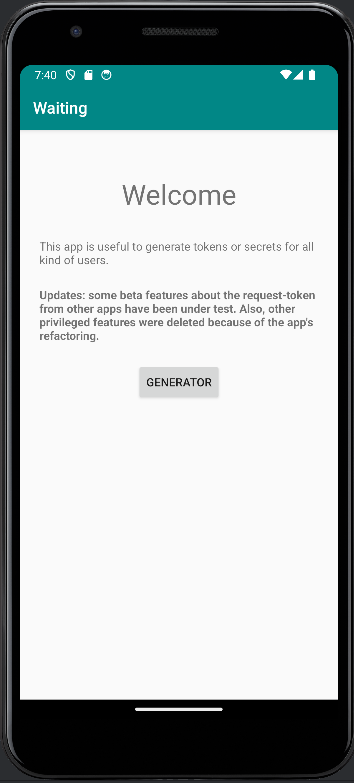 7:40
Waiting
Welcome
This app is useful to generate tokens or secrets for all
kind of users.
Updates: some beta features about the request-token
from other apps have been under test. Also, other
privileged features were deleted because of the app's
refactoring.
GENERATOR